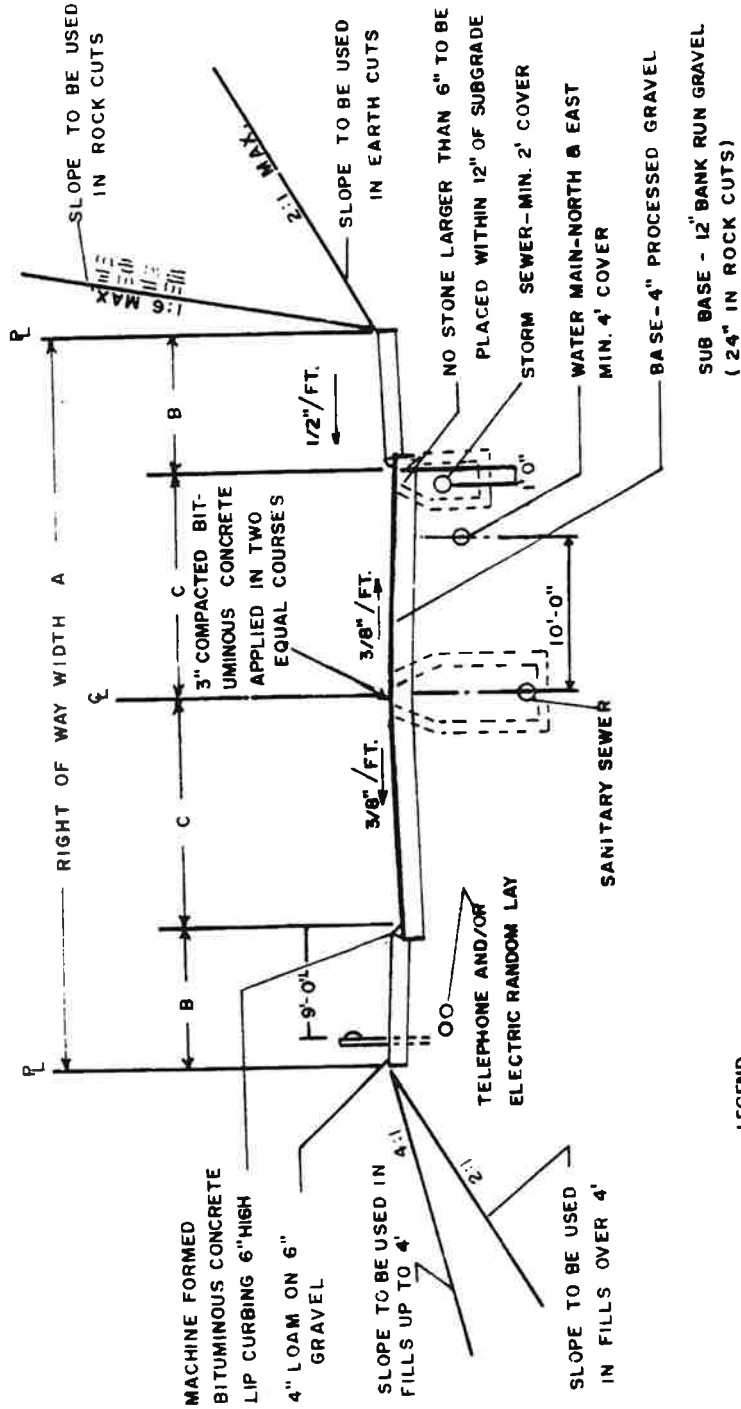 SLOPE TO BE USED
IN ROCK CUTS
1:6 MAX.
2:1 MAX.
SLOPE TO BE USED
IN EARTH CUTS
PL
RIGHT OF WAY WIDTH A
PL
CL
B
C
C
B
1/2"/FT.
3" COMPACTED BIT-
UMINOUS CONCRETE
APPLIED IN TWO
EQUAL COURSES
3/8"/FT.
3/8"/FT.
9'-0"
MACHINE FORMED
BITUMINOUS CONCRETE
LIP CURBING 6" HIGH
4" LOAM ON 6"
GRAVEL
SLOPE TO BE USED IN
FILLS UP TO 4'
4:1
2:1
SLOPE TO BE USED
IN FILLS OVER 4'
TELEPHONE AND/OR
ELECTRIC RANDOM LAY
SANITARY SEWER
10'-0"
NO STONE LARGER THAN 6" TO BE
PLACED WITHIN 12" OF SUBGRADE
STORM SEWER-MIN. 2' COVER
WATER MAIN-NORTH & EAST
MIN. 4' COVER
BASE-4" PROCESSED GRAVEL
SUB BASE - 12" BANK RUN GRAVEL
(24" IN ROCK CUTS)
LEGEND